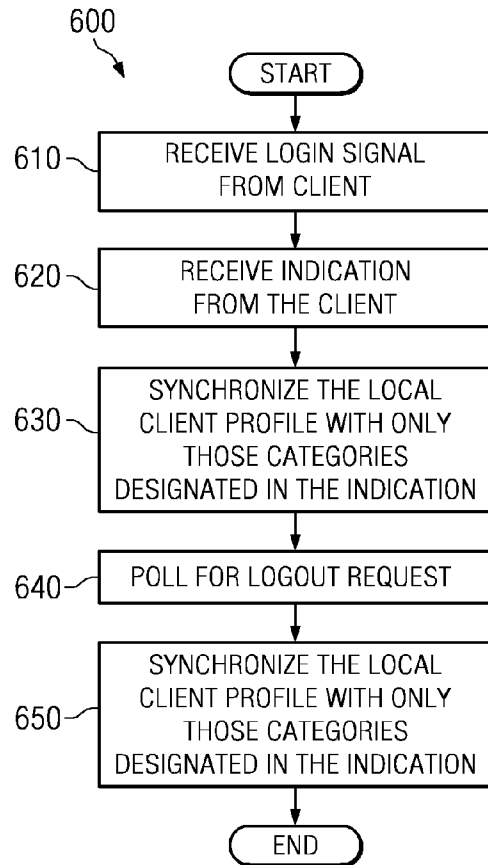 600
START
610
RECEIVE LOGIN SIGNAL
FROM CLIENT
620
RECEIVE INDICATION
FROM THE CLIENT
630
SYNCHRONIZE THE LOCAL
CLIENT PROFILE WITH ONLY
THOSE CATEGORIES
DESIGNATED IN THE INDICATION
640
POLL FOR LOGOUT REQUEST
650
SYNCHRONIZE THE LOCAL
CLIENT PROFILE WITH ONLY
THOSE CATEGORIES
DESIGNATED IN THE INDICATION
END